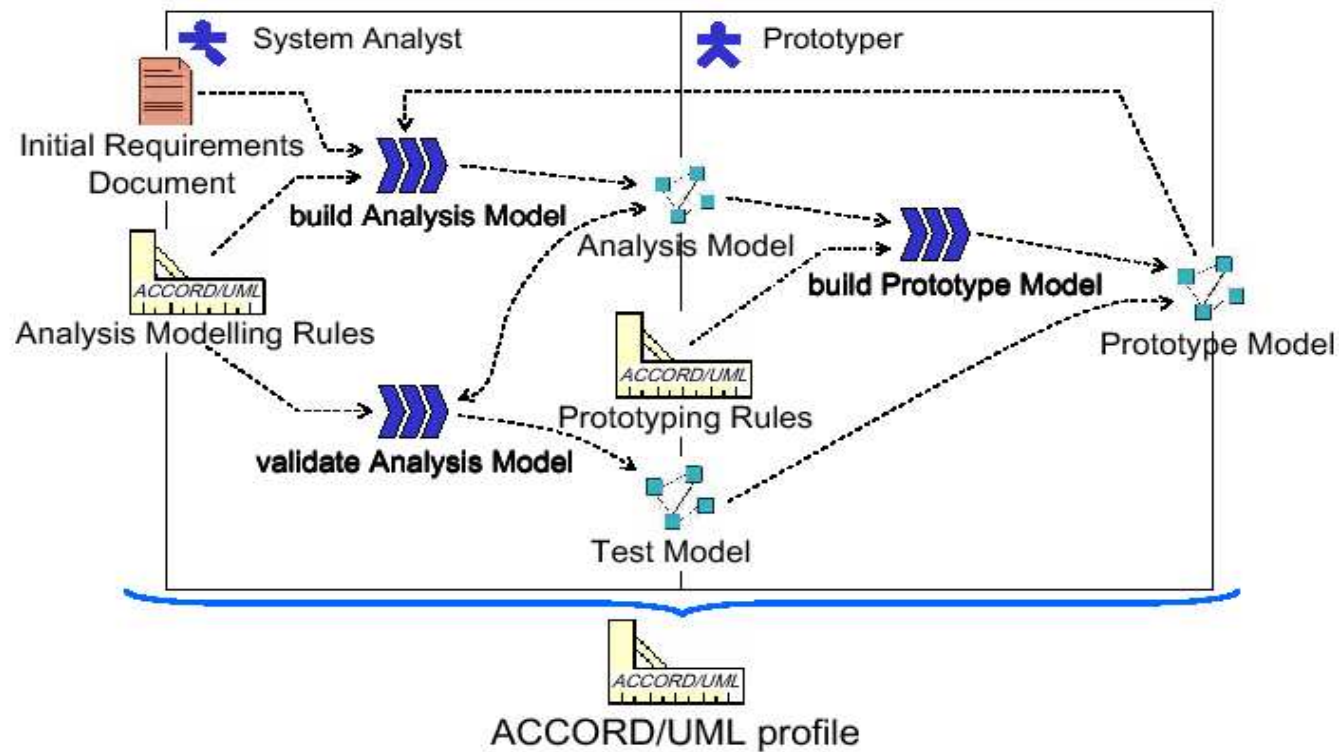 System Analyst
Prototyper
Initial Requirements
Document
build Analysis Model
Analysis Model
ACCORD/UML
Analysis Modelling Rules
build Prototype Model
Prototype Model
ACCORD/UML
Prototyping Rules
validate Analysis Model
Test Model
ACCORD/UML
ACCORD/UML profile